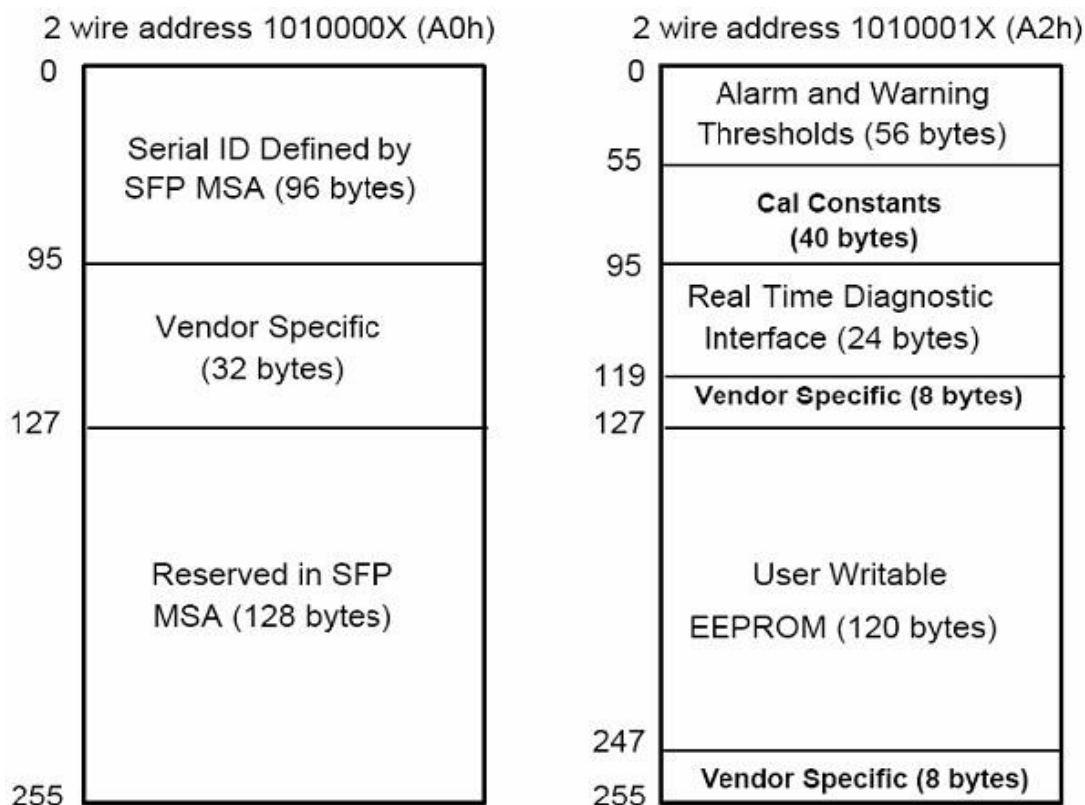 2 wire address 1010000X (A0h)
0
Serial ID Defined by
SFP MSA (96 bytes)
95
Vendor Specific
(32 bytes)
127
Reserved in SFP
MSA (128 bytes)
255
2 wire address 1010001X (A2h)
0
Alarm and Warning
Thresholds (56 bytes)
55
Cal Constants
(40 bytes)
95
Real Time Diagnostic
Interface (24 bytes)
119
Vendor Specific (8 bytes)
127
User Writable
EEPROM (120 bytes)
247
Vendor Specific (8 bytes)
255